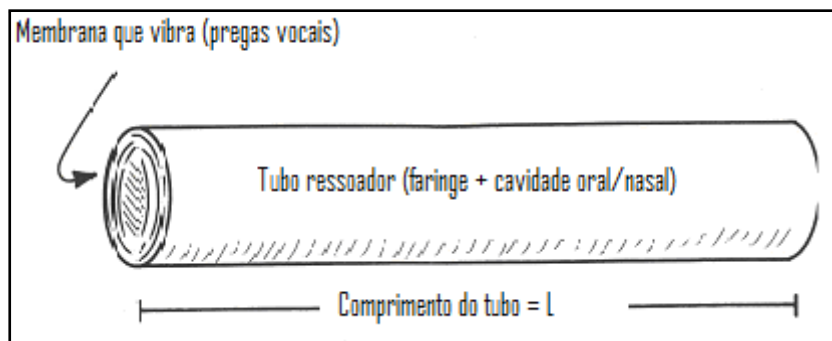 Membrana que vibra (pregas vocais)
Tubo ressoador (faringe + cavidade oral/nasal)
Comprimento do tubo = L